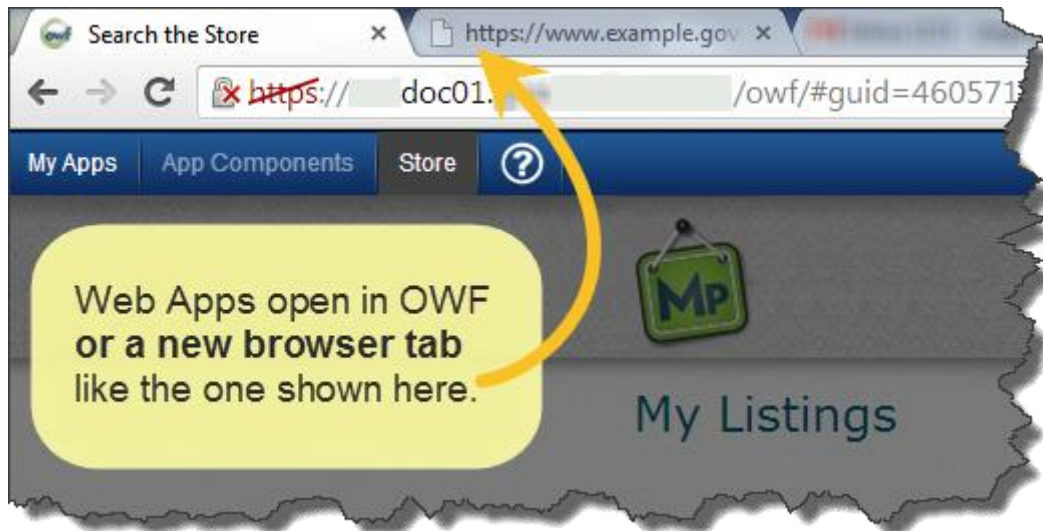 owf Search the Store × https://www.example.gov ×
https:// doc01. /owf/#guid=460571
My Apps App Components Store ?
MP
Web Apps open in OWF
or a new browser tab
like the one shown here.
My Listings